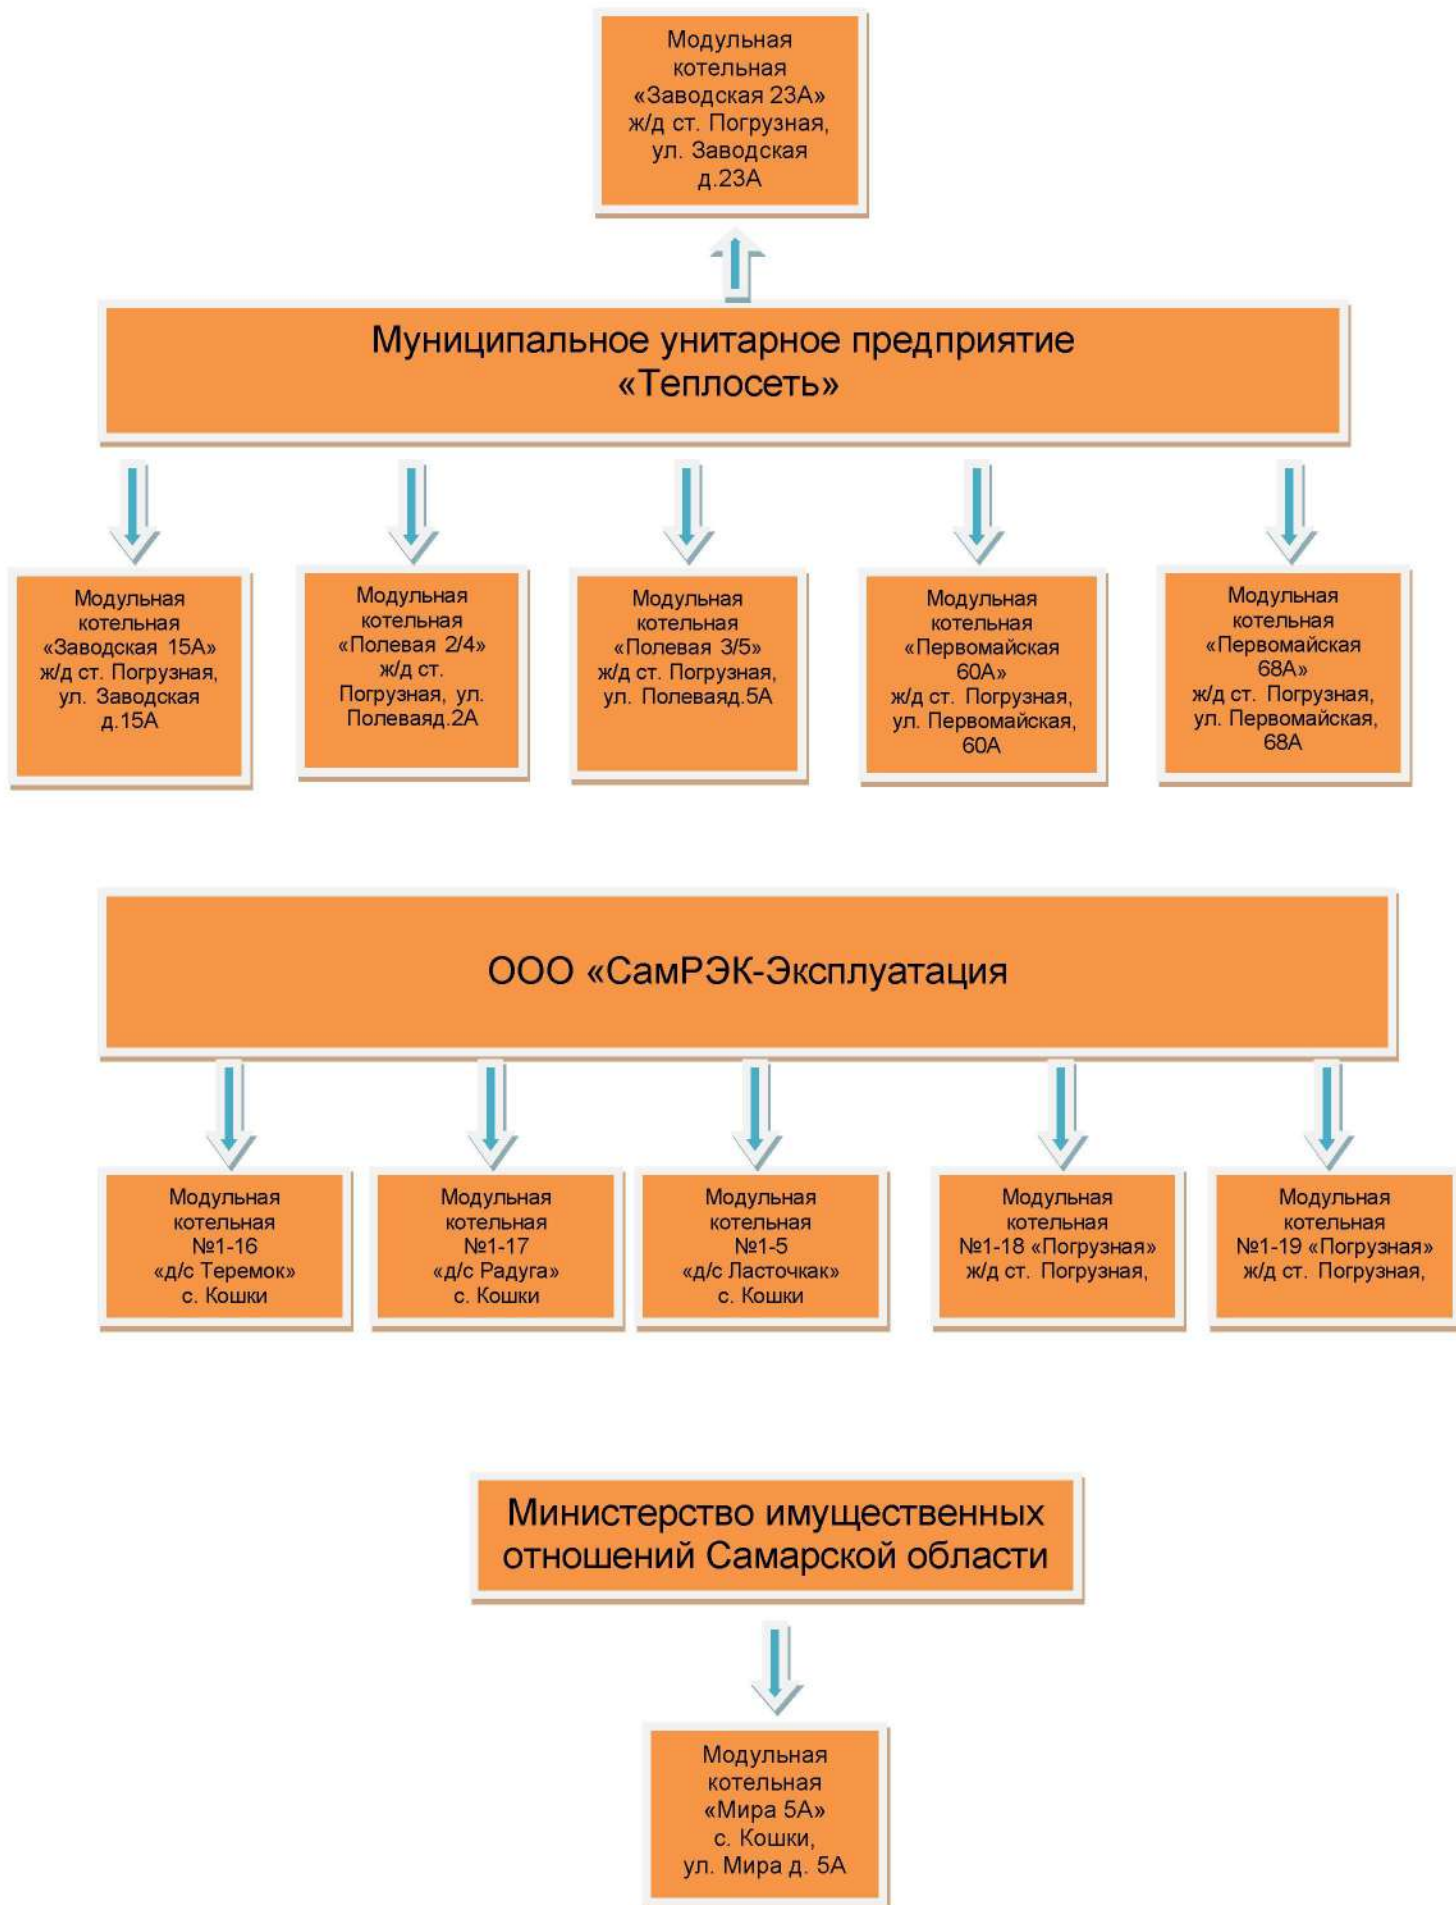 Модульная
котельная
«Заводская 23А»
ж/д ст. Погрузная,
ул. Заводская
д.23А
Муниципальное унитарное предприятие
«Теплосеть»
Модульная
котельная
«Заводская 15А»
ж/д ст. Погрузная,
ул. Заводская
д.15А
Модульная
котельная
«Полевая 2/4»
ж/д ст.
Погрузная, ул.
Полеваяд.2А
Модульная
котельная
«Полевая 3/5»
ж/д ст. Погрузная,
ул. Полеваяд.5А
Модульная
котельная
«Первомайская
60А»
ж/д ст. Погрузная,
ул. Первомайская,
60А
Модульная
котельная
«Первомайская
68А»
ж/д ст. Погрузная,
ул. Первомайская,
68А
ООО «СамРЭК-Эксплуатация
Модульная
котельная
№1-16
«д/с Теремок»
с. Кошки
Модульная
котельная
№1-17
«д/с Радуга»
с. Кошки
Модульная
котельная
№1-5
«д/с Ласточкак»
с. Кошки
Модульная
котельная
№1-18 «Погрузная»
ж/д ст. Погрузная,
Модульная
котельная
№1-19 «Погрузная»
ж/д ст. Погрузная,
Министерство имущественных
отношений Самарской области
Модульная
котельная
«Мира 5А»
с. Кошки,
ул. Мира д. 5А